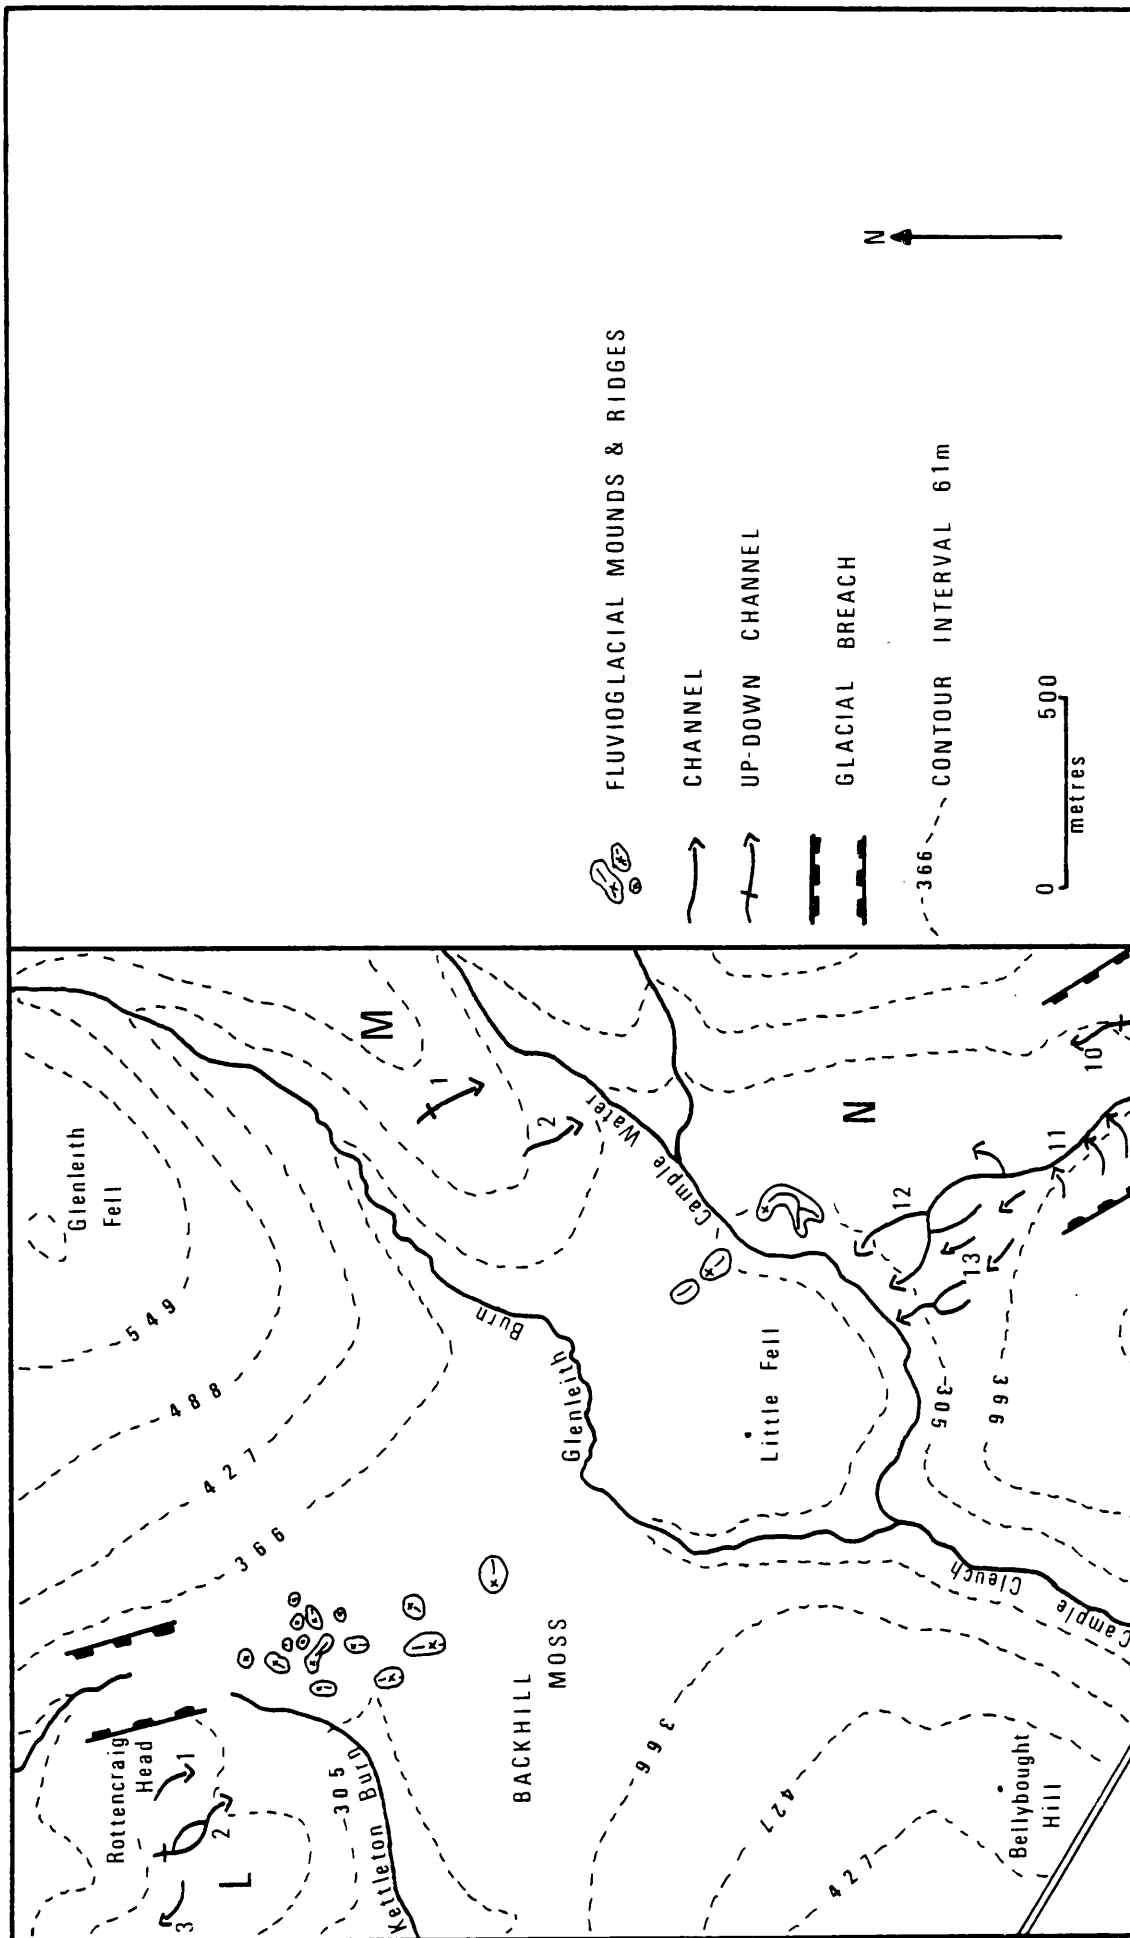 Glenleith
Fell
549
488
427
366
Rottencraig
Head
1
2
3
L
305
Kettleton Burn
M
1
2
Glenleith
Burn
Cample
Water
BACKHILL
MOSS
Little Fell
N
10
11
12
13
305
366
366
427
427
Bellybought
Hill
Cample
Cleuch
FLUVIOGLACIAL MOUNDS & RIDGES
CHANNEL
UP-DOWN CHANNEL
GLACIAL BREACH
366
CONTOUR INTERVAL 61m
0 500
metres
N